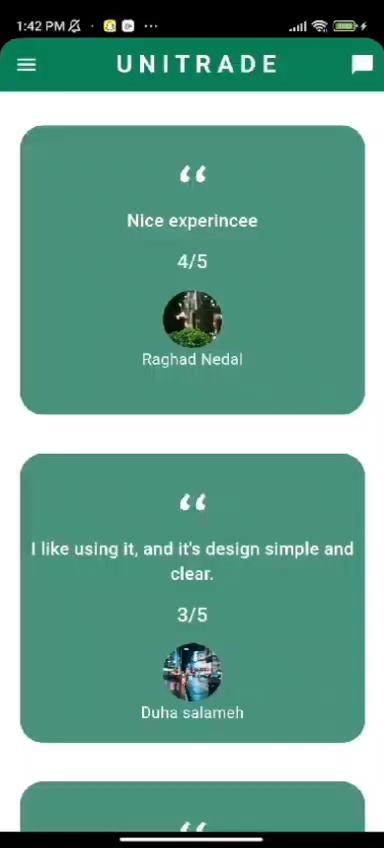 1:42 PM
UNITRADE
“
Nice experincee
4/5
Raghad Nedal
“
I like using it, and it's design simple and
clear.
3/5
Duha salameh
“